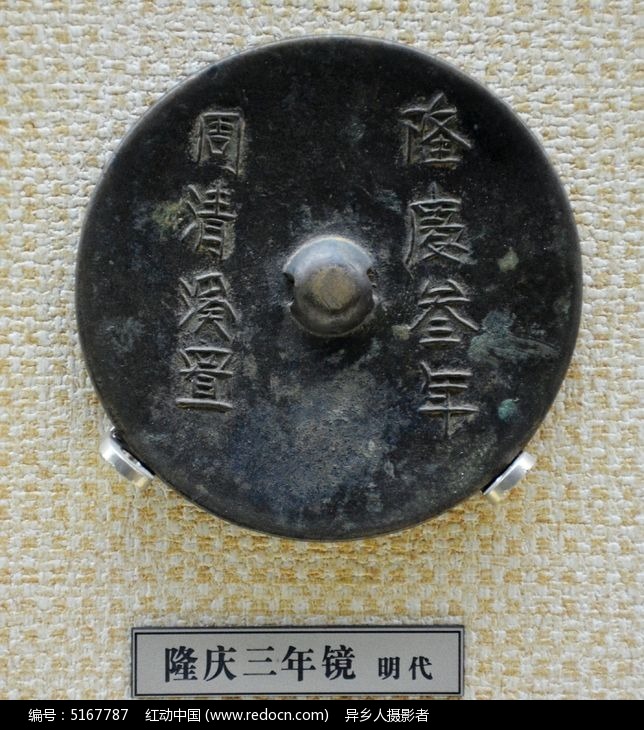 隆慶叁年
周清溪置
隆庆三年镜 明代
编号：5167787 红动中国 (www.redocn.com) 异乡人摄影者